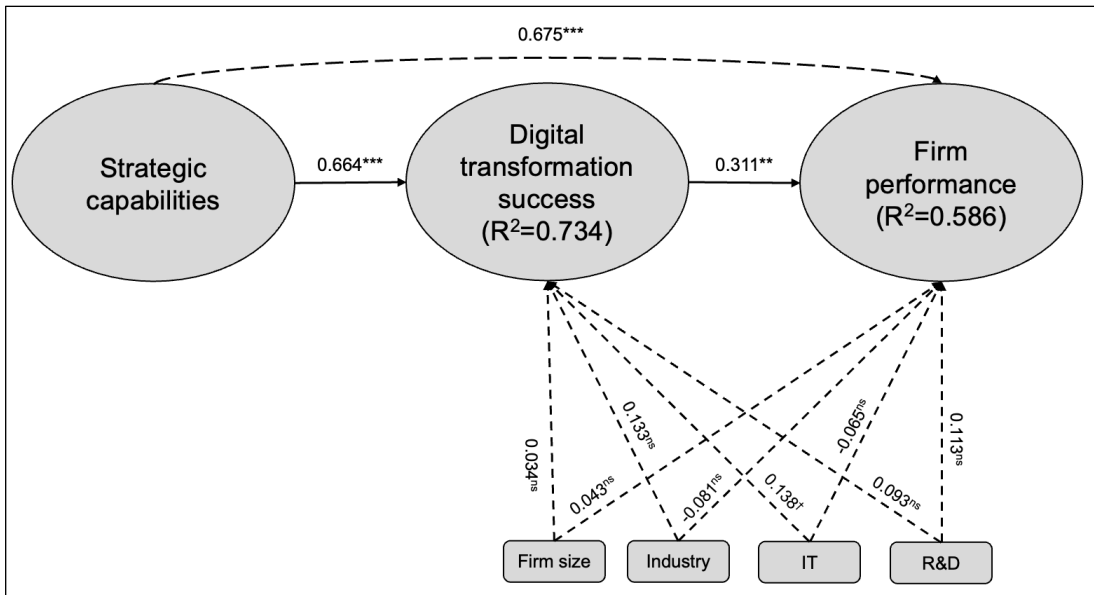 0.675***
Strategic
capabilities
0.664***
Digital
transformation
success
(R²=0.734)
0.311**
Firm
performance
(R²=0.586)
0.034ⁿˢ
0.043ⁿˢ
0.133ⁿˢ
-0.081ⁿˢ
0.138†
-0.065ⁿˢ
0.093ⁿˢ
0.113ⁿˢ
Firm size
Industry
IT
R&D